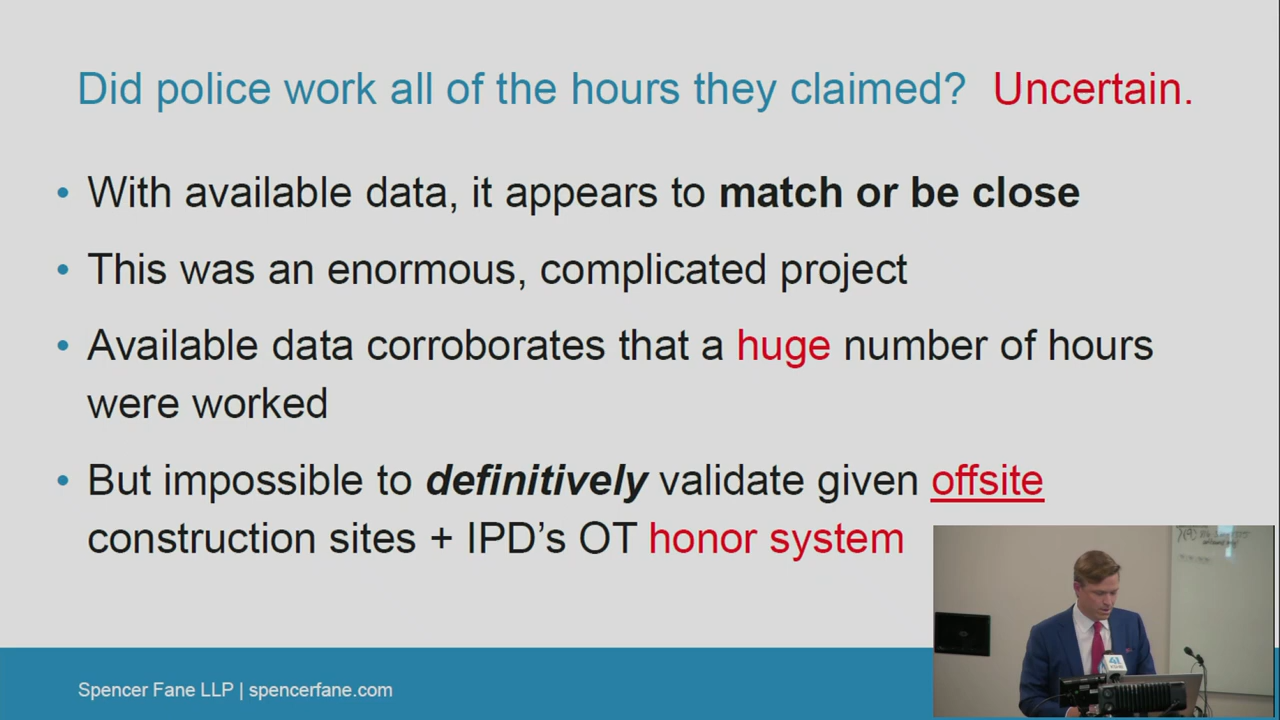 Did police work all of the hours they claimed? Uncertain.
• With available data, it appears to match or be close
• This was an enormous, complicated project
• Available data corroborates that a huge number of hours
were worked
• But impossible to definitively validate given offsite
construction sites + IPD’s OT honor system
Spencer Fane LLP | spencerfane.com
41